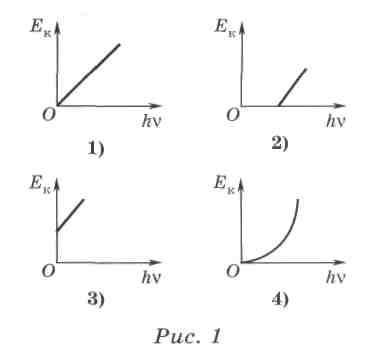 Eк Eк
O hν O hν
1) 2)
Eк Eк
O hν O hν
3) 4)
Рис. 1